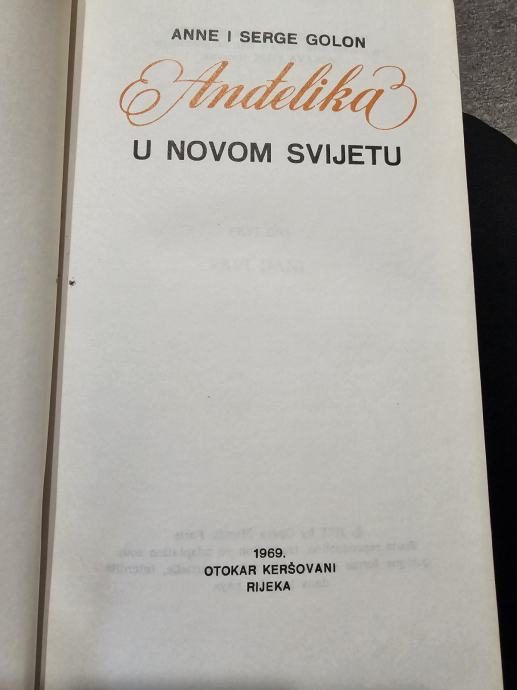 ANNE I SERGE GOLON
Anđelika
U NOVOM SVIJETU
1969.
OTOKAR KERŠOVANI
RIJEKA